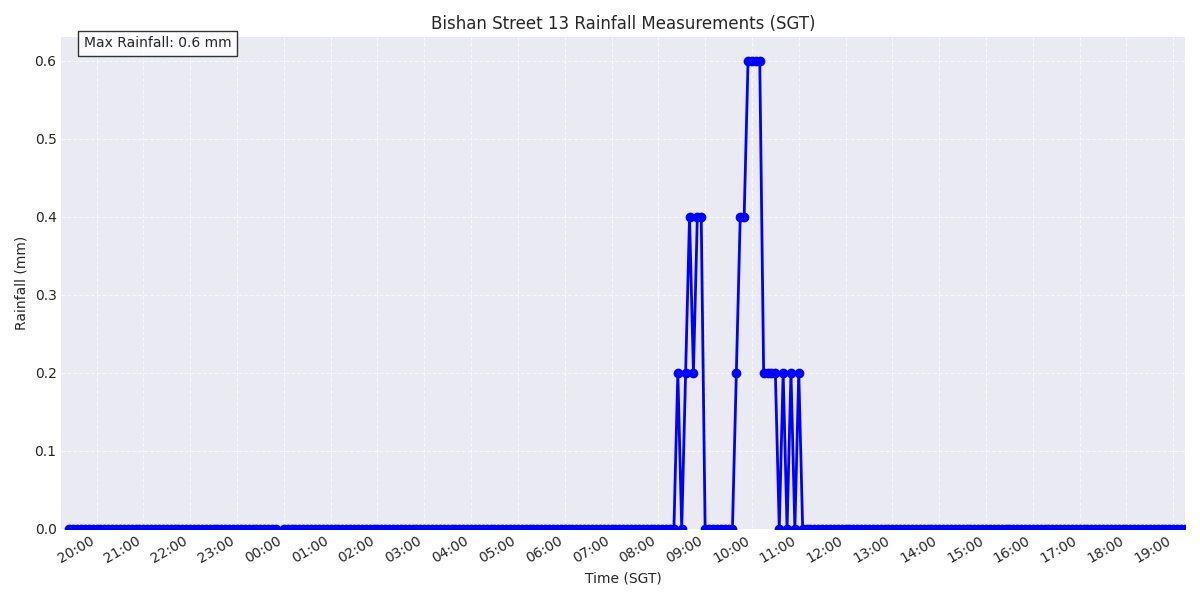 Bishan Street 13 Rainfall Measurements (SGT)
Max Rainfall: 0.6 mm
0.6
0.5
0.4
0.3
0.2
0.1
0.0
Rainfall (mm)
20:00 21:00 22:00 23:00 00:00 01:00 02:00 03:00 04:00 05:00 06:00 07:00 08:00 09:00 10:00 11:00 12:00 13:00 14:00 15:00 16:00 17:00 18:00 19:00
Time (SGT)